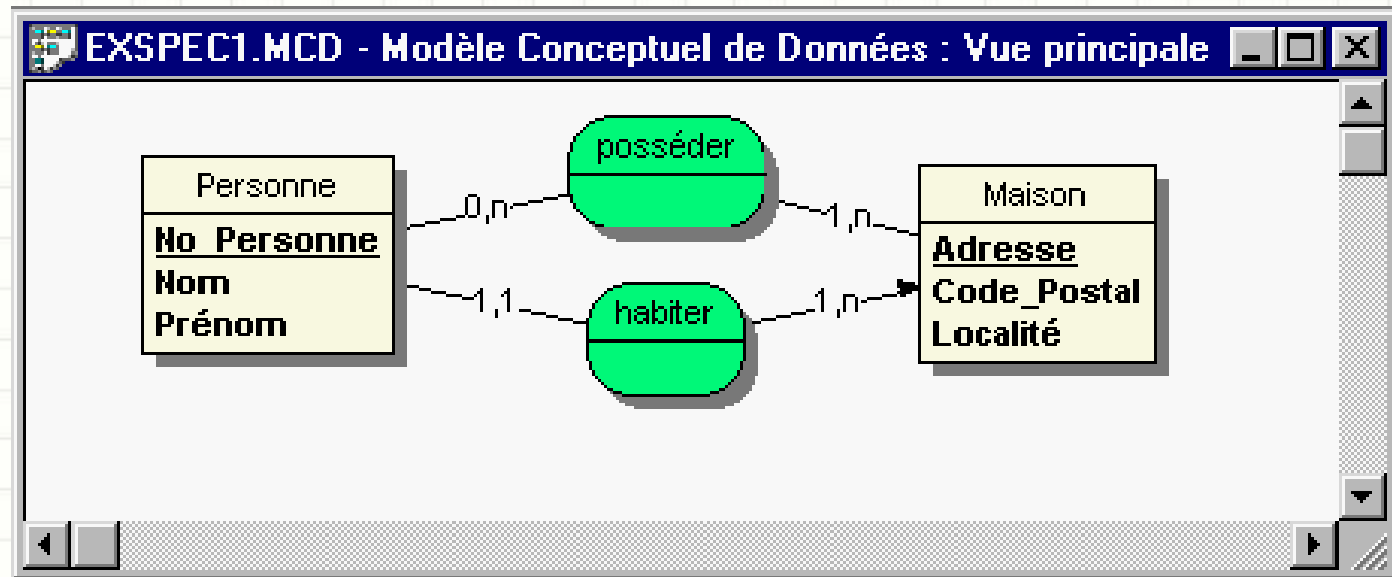 EXSPEC1.MCD - Modèle Conceptuel de Données : Vue principale
posséder
Personne
Maison
0,n
1,n
No_Personne
Adresse
Nom
Code_Postal
1,1
habiter
1,n
Prénom
Localité